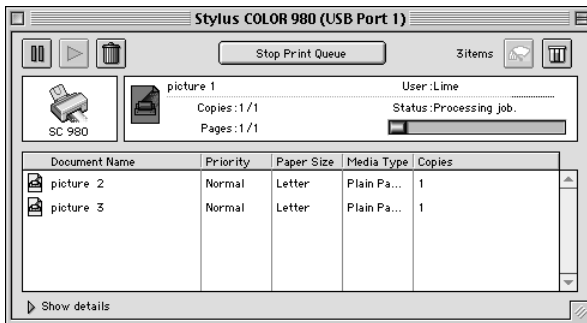 Stylus COLOR 980 (USB Port 1)
Stop Print Queue
3items
picture 1
User:Lime
Copies:1/1
Status:Processing job.
Pages:1/1
SC 980
Document Name Priority Paper Size Media Type Copies
picture 2 Normal Letter Plain Pa... 1
picture 3 Normal Letter Plain Pa... 1
Show details